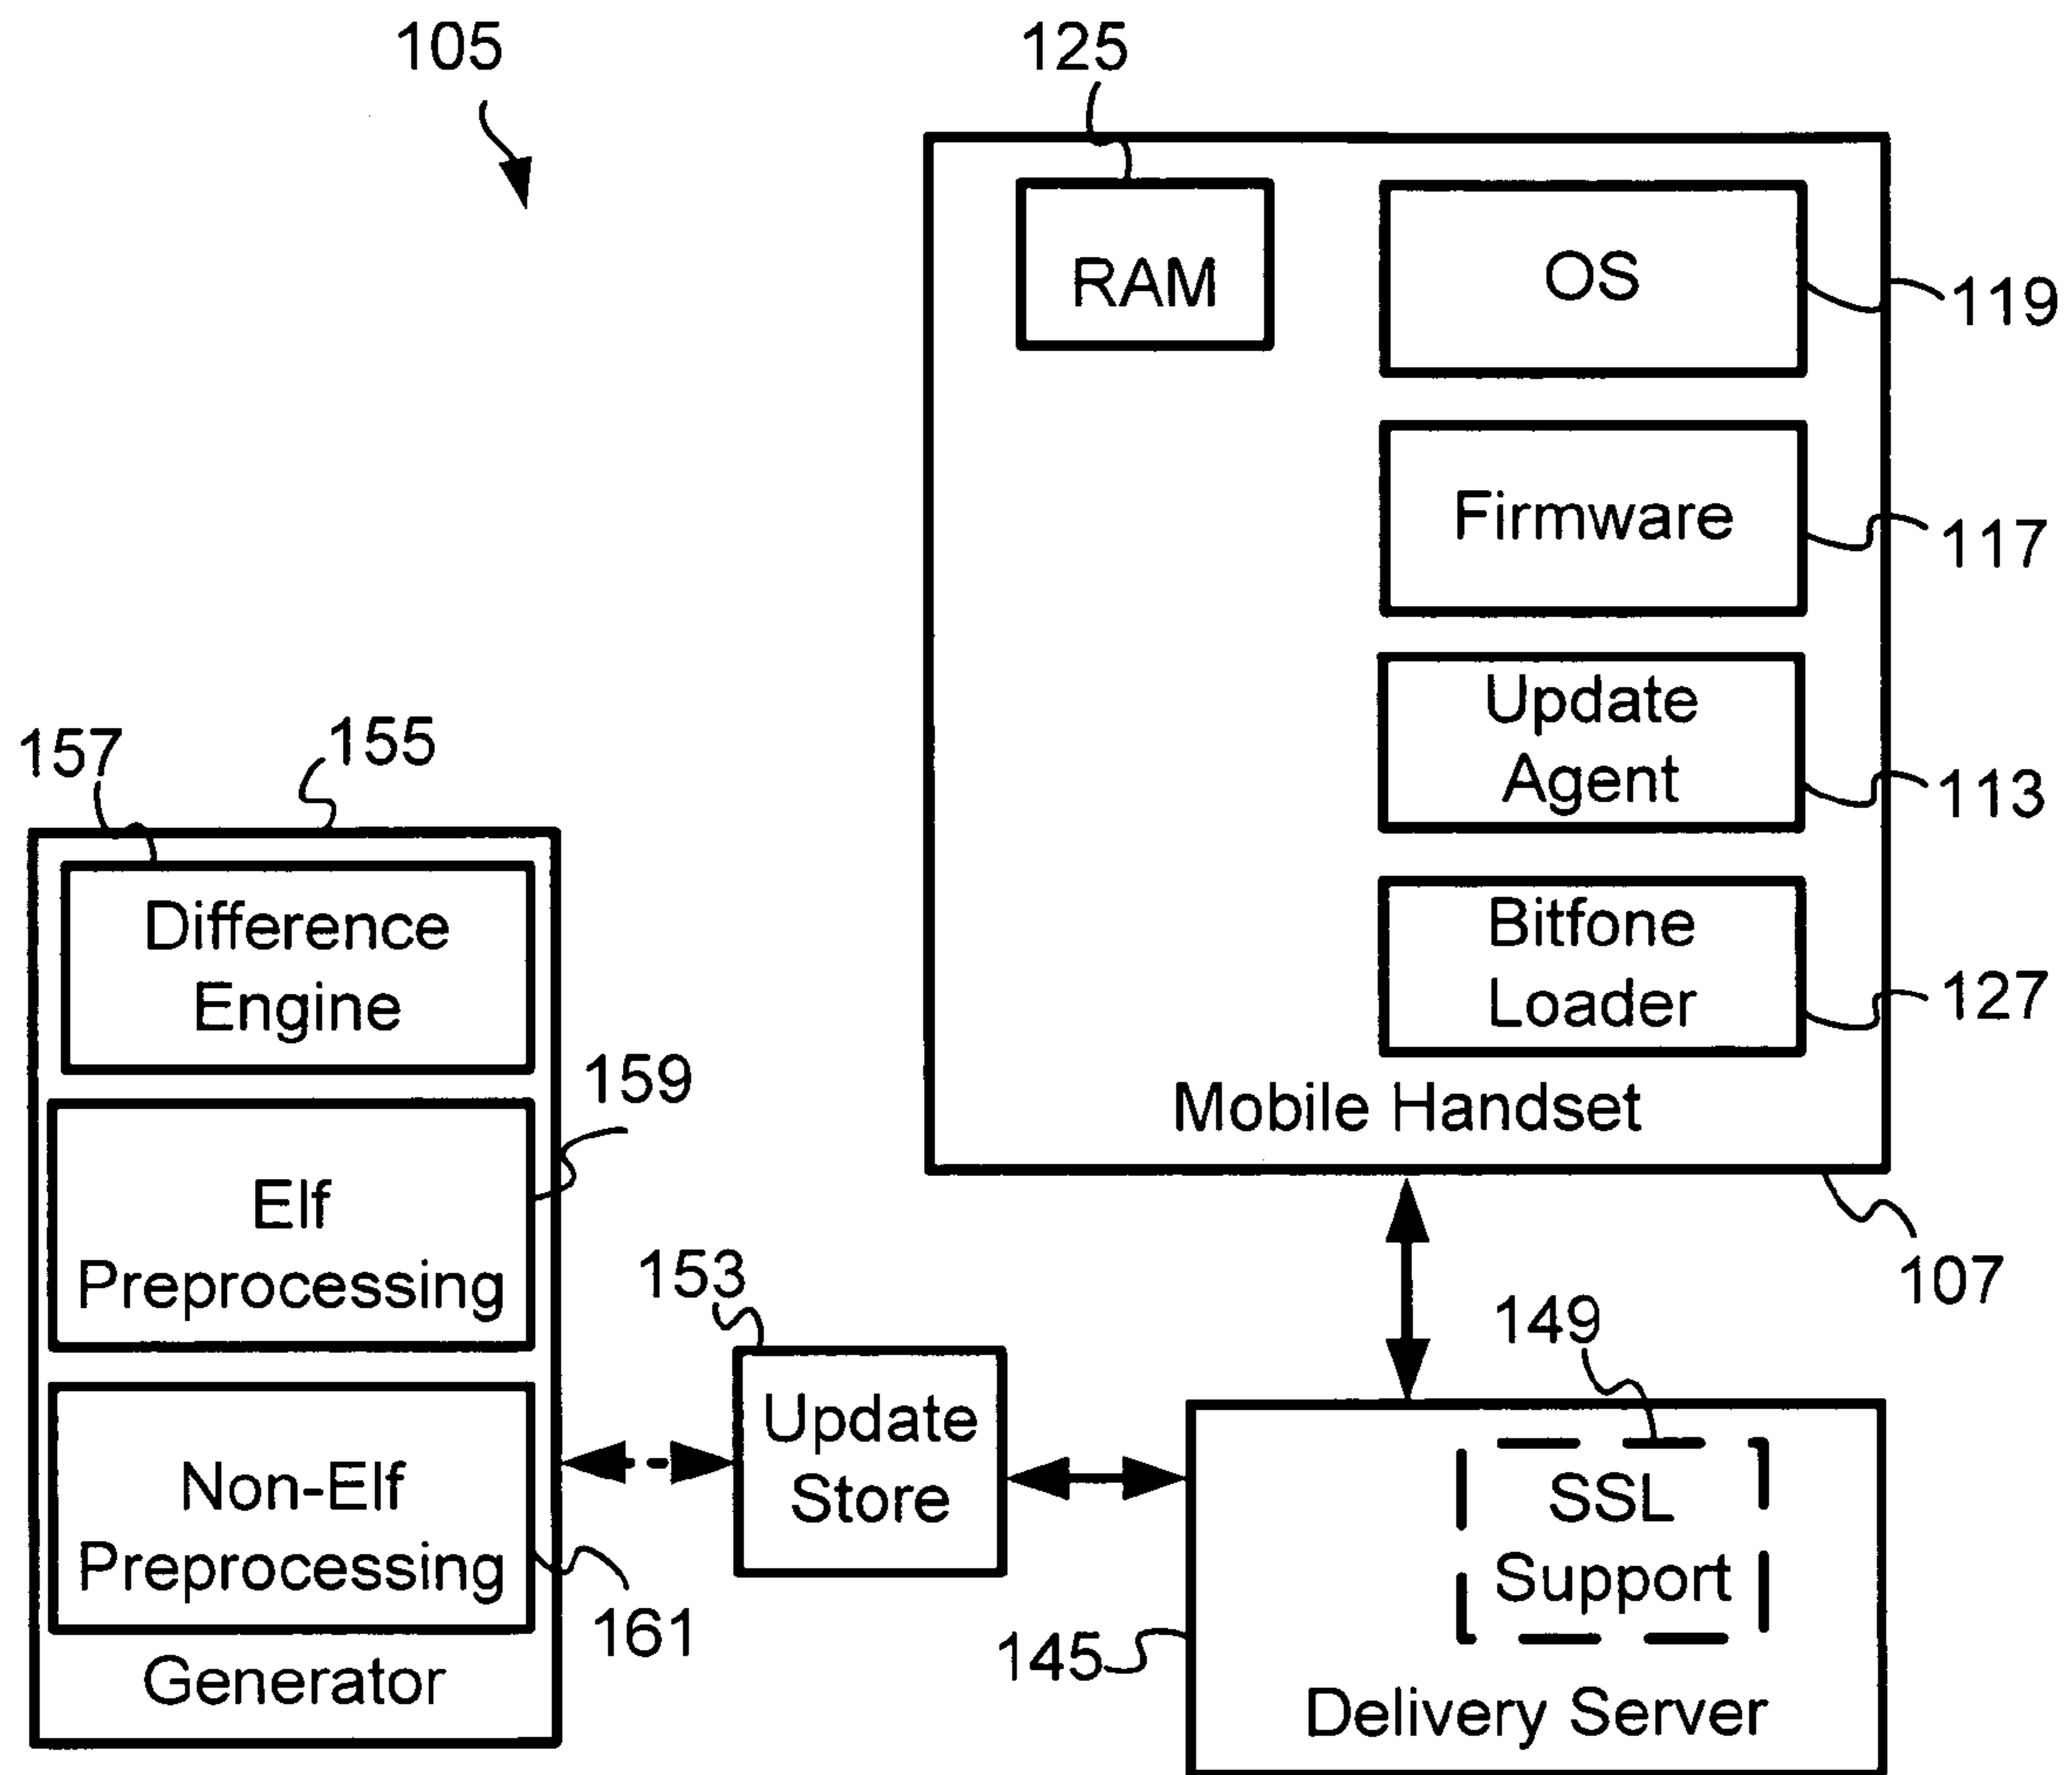 105
125
RAM
OS
119
Firmware
117
Update
Agent
113
Bitfone
Loader
127
Mobile Handset
107
157
155
Difference
Engine
159
Elf
Preprocessing
Non-Elf
Preprocessing
161
Generator
153
Update
Store
149
SSL
Support
145
Delivery Server